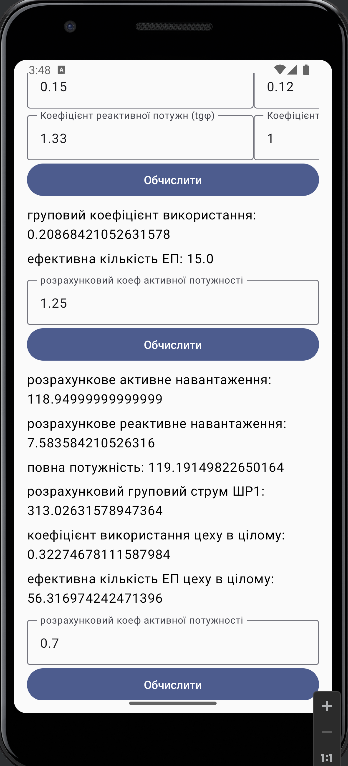 3:48
0.15
0.12
Коефіцієнт реактивної потужн (tgφ)
Коефіцієнт
1.33
1
Обчислити
груповий коефіцієнт використання:
0.20868421052631578
ефективна кількість ЕП: 15.0
розрахунковий коеф активної потужності
1.25
Обчислити
розрахункове активне навантаження:
118.94999999999999
розрахункове реактивне навантаження:
7.583584210526316
повна потужність: 119.19149822650164
розрахунковий груповий струм ШР1:
313.02631578947364
коефіцієнт використання цеху в цілому:
0.32274678111587984
ефективна кількість ЕП цеху в цілому:
56.316974242471396
розрахунковий коеф активної потужності
0.7
Обчислити
1:1